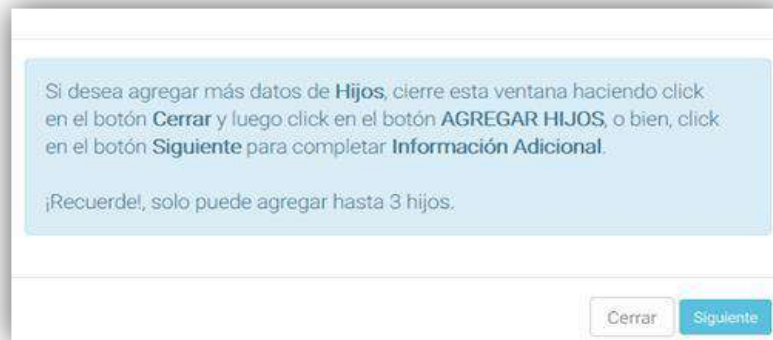 Si desea agregar más datos de Hijos, cierre esta ventana haciendo click
en el botón Cerrar y luego click en el botón AGREGAR HIJOS, o bien, click
en el botón Siguiente para completar Información Adicional.
¡Recuerde!, solo puede agregar hasta 3 hijos.
Cerrar
Siguiente